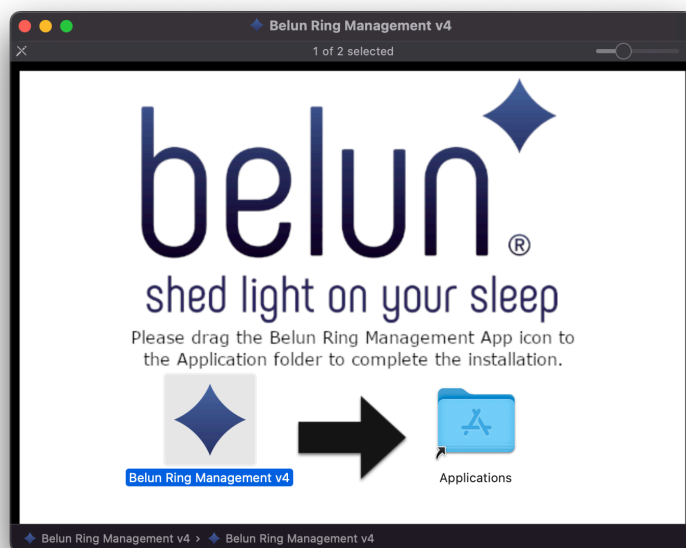 Belun Ring Management v4
1 of 2 selected
belun®
shed light on your sleep
Please drag the Belun Ring Management App icon to
the Application folder to complete the installation.
Belun Ring Management v4
Applications
Belun Ring Management v4 › Belun Ring Management v4